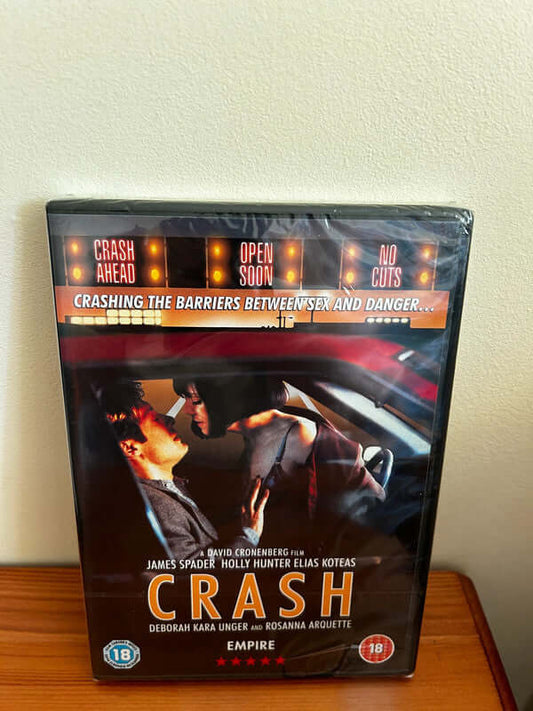 CRASH AHEAD
OPEN SOON
NO CUTS
CRASHING THE BARRIERS BETWEEN SEX AND DANGER...
A DAVID CRONENBERG FILM
JAMES SPADER HOLLY HUNTER ELIAS KOTEAS
CRASH
DEBORAH KARA UNGER AND ROSANNA ARQUETTE
EMPIRE
18
18